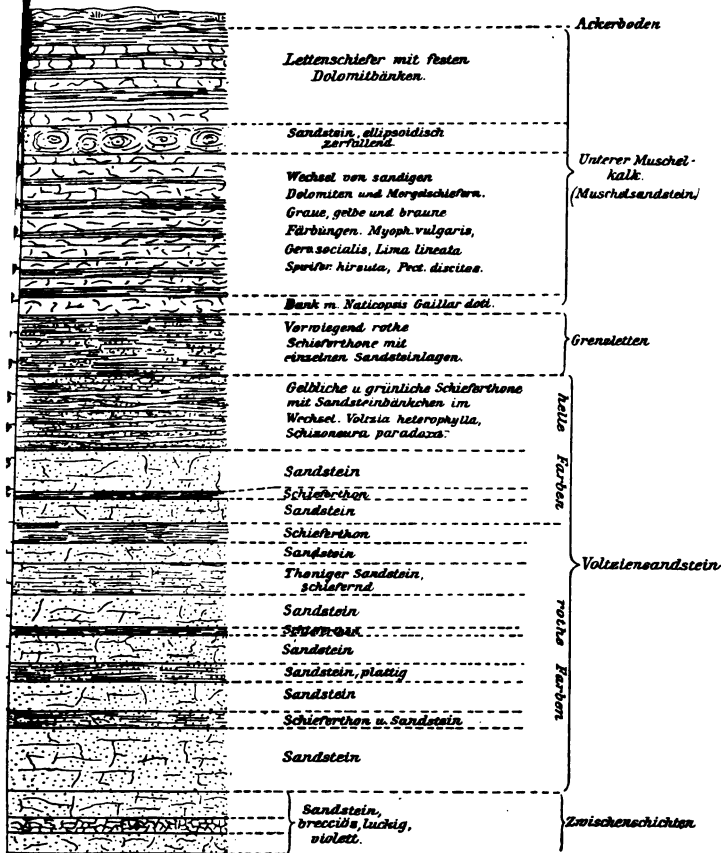 Ackerboden
Lettenschiefer mit festen
Dolomitbänken.
Sandstein, ellipsoidisch
zerfallend
Unterer Muschel-
kalk.
(Muschelsandstein)
Wechsel von sandigen
Dolomiten und Mergelschiefern.
Graue, gelbe und braune
Färbungen. Myoph. vulgaris,
Gerv. socialis, Lima lineata
Spirifer. hirsuta, Pect. discites.
Bank m. Naticopsis Gaillardoti.
Vorwiegend rothe
Schieferthone mit
einzelnen Sandsteinlagen.
Grenzletten
Gelbliche u grünliche Schieferthone
mit Sandsteinbänkchen im
Wechsel. Voltzia heterophylla,
Schizoneura paradoxa.
helle Farben
Sandstein
Schieferthon
Sandstein
Schieferthon
Sandstein
Thoniger Sandstein,
schiefernd
Voltziensandstein
rothe Farben
Sandstein
Schieferthon
Sandstein
Sandstein, plattig
Sandstein
Schieferthon u. Sandstein
Sandstein
Sandstein,
brecciös, luckig,
violett.
Zwischenschichten